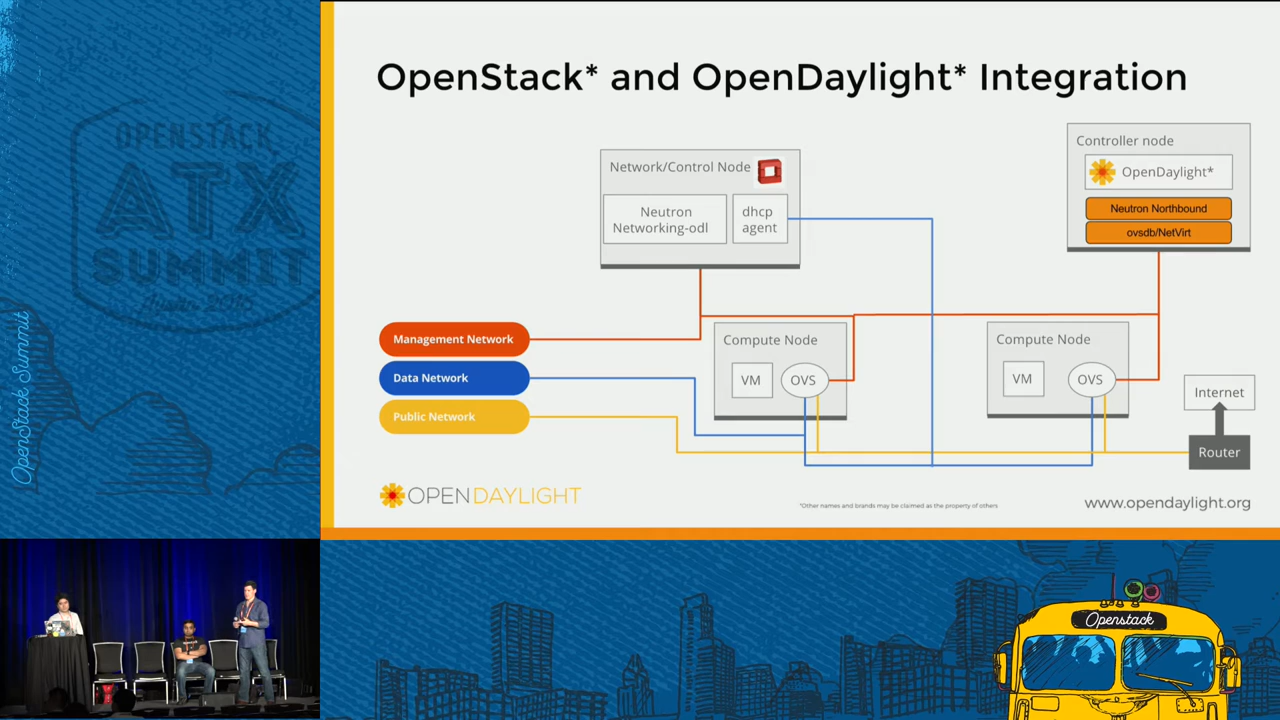 OpenStack* and OpenDaylight* Integration
Controller node
OpenDaylight*
Neutron Northbound
ovsdb/NetVirt
Network/Control Node
Neutron
Networking-odl
dhcp
agent
Management Network
Data Network
Public Network
Compute Node
VM
OVS
Compute Node
VM
OVS
Internet
Router
OPENDAYLIGHT
*Other names and brands may be claimed as the property of others
www.opendaylight.org
OPENSTACK
ATX
SUMMIT
Austin 2016
OpenStack Summit
Openstack